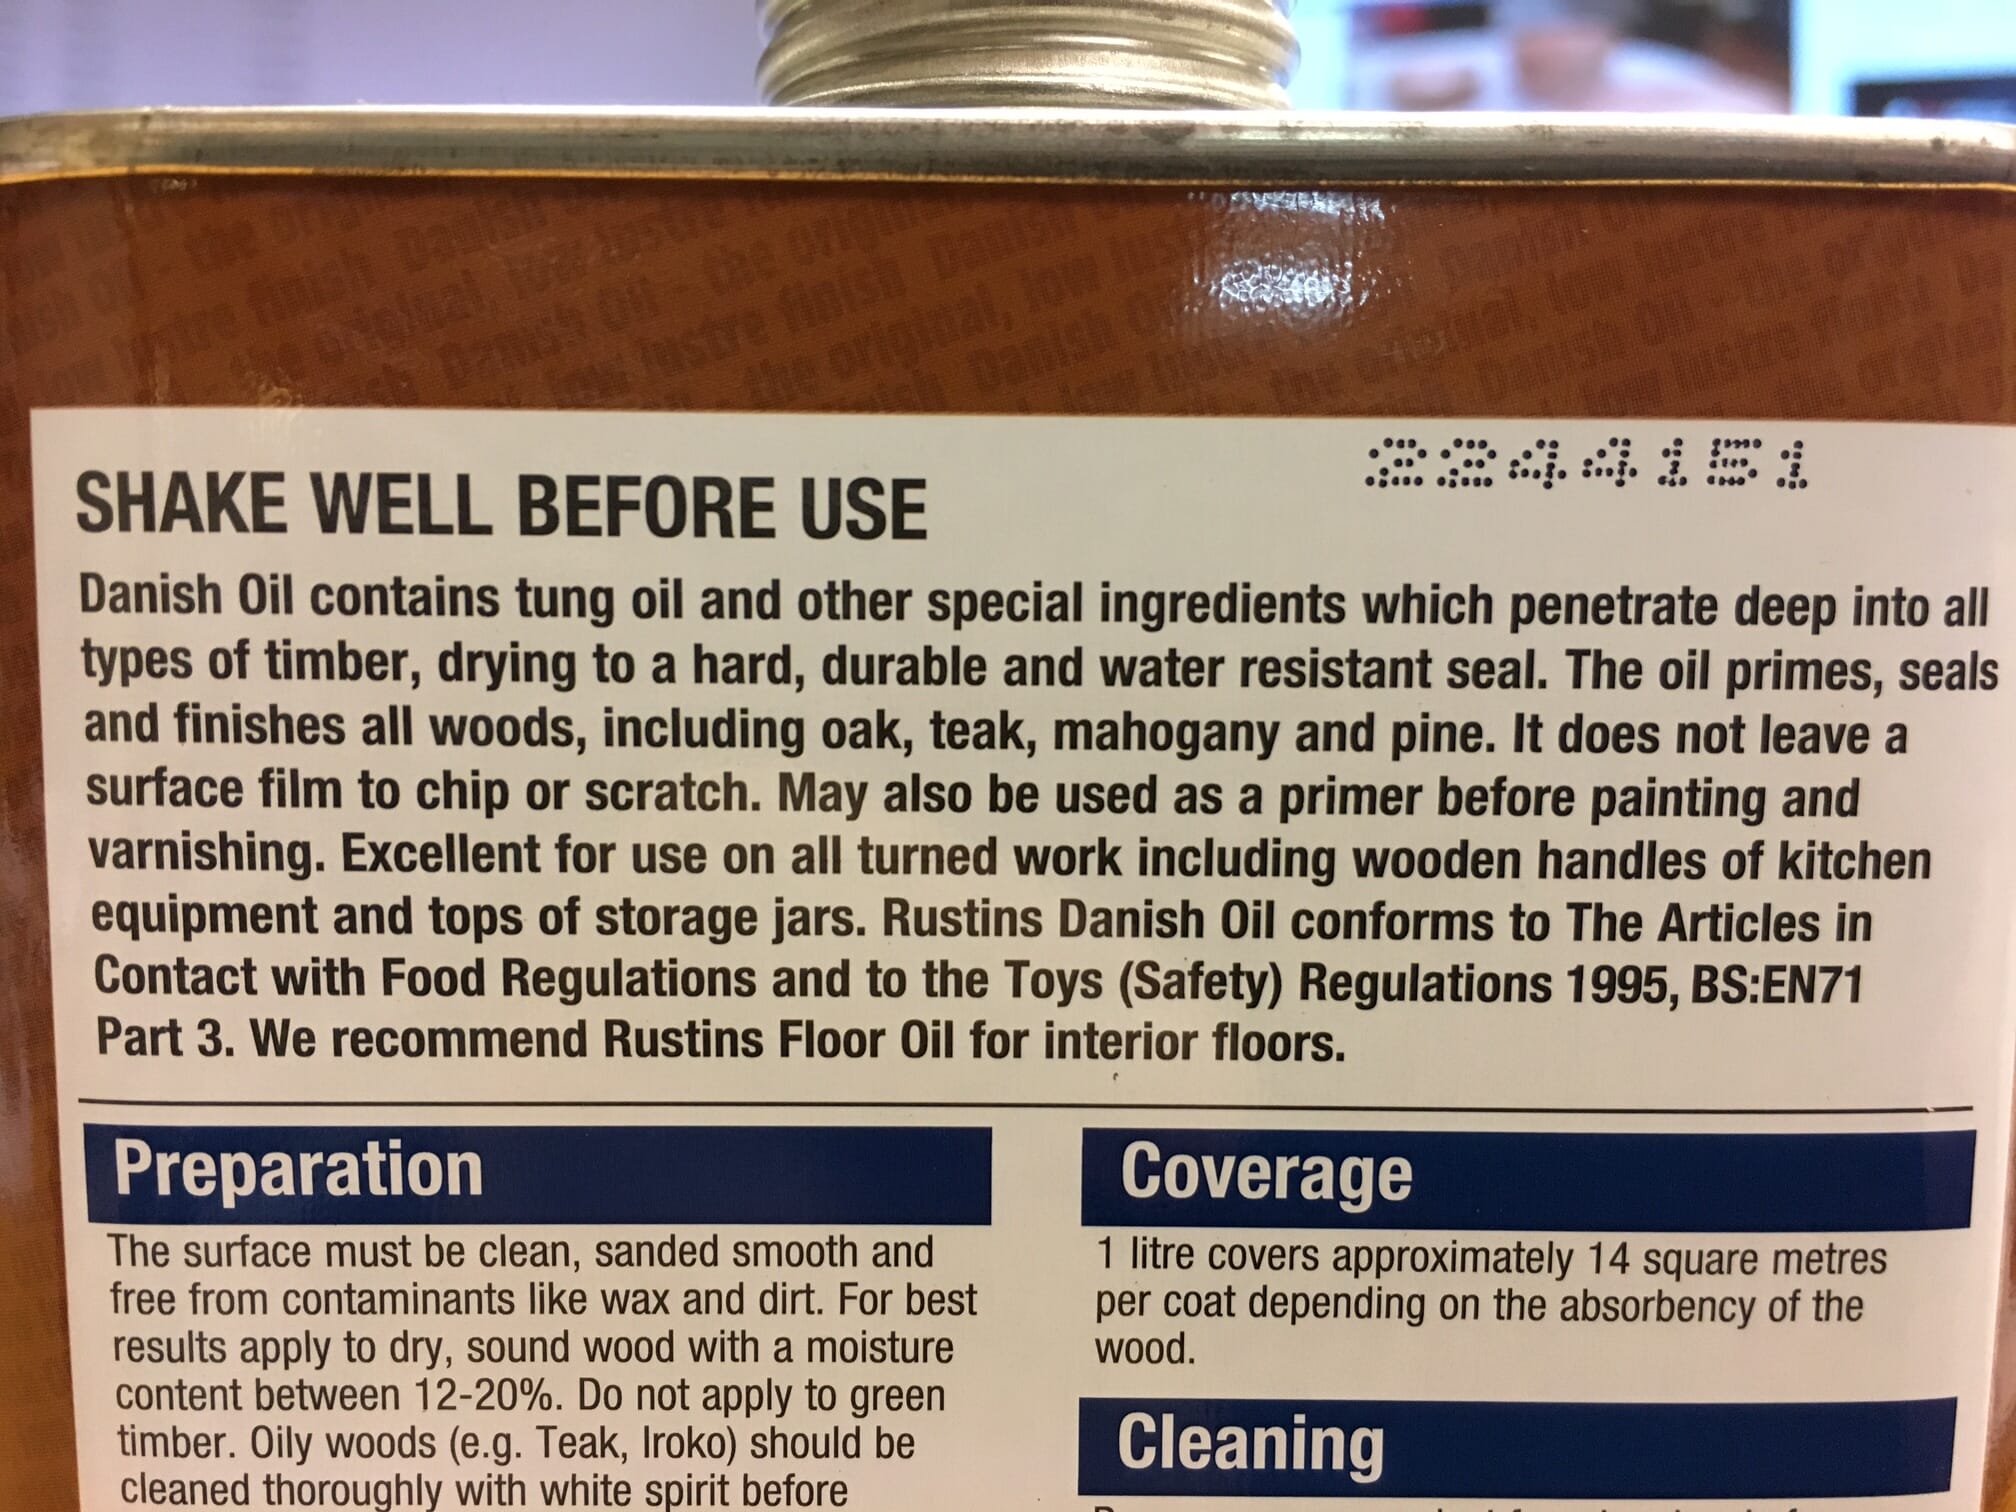 2244151
SHAKE WELL BEFORE USE
Danish Oil contains tung oil and other special ingredients which penetrate deep into all
types of timber, drying to a hard, durable and water resistant seal. The oil primes, seals
and finishes all woods, including oak, teak, mahogany and pine. It does not leave a
surface film to chip or scratch. May also be used as a primer before painting and
varnishing. Excellent for use on all turned work including wooden handles of kitchen
equipment and tops of storage jars. Rustins Danish Oil conforms to The Articles in
Contact with Food Regulations and to the Toys (Safety) Regulations 1995, BS:EN71
Part 3. We recommend Rustins Floor Oil for interior floors.
Preparation
The surface must be clean, sanded smooth and
free from contaminants like wax and dirt. For best
results apply to dry, sound wood with a moisture
content between 12-20%. Do not apply to green
timber. Oily woods (e.g. Teak, Iroko) should be
cleaned thoroughly with white spirit before
Coverage
1 litre covers approximately 14 square metres
per coat depending on the absorbency of the
wood.
Cleaning